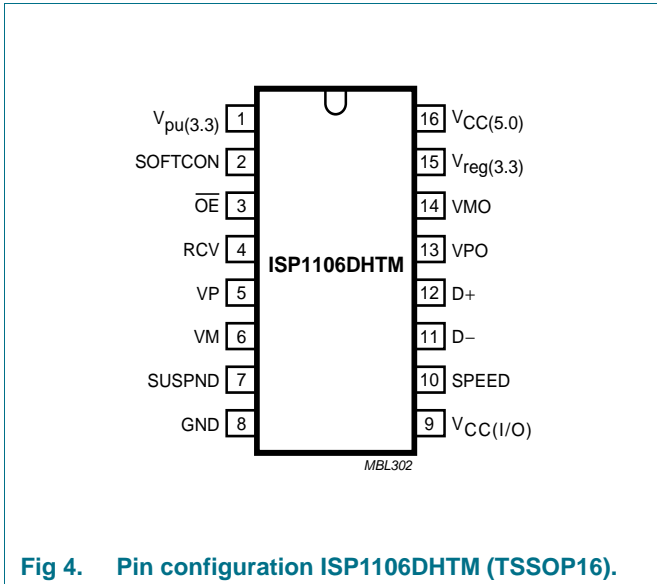 Vpu(3.3) 1
SOFTCON 2
OE 3
RCV 4
VP 5
VM 6
SUSPND 7
GND 8
ISP1106DHTM
16 VCC(5.0)
15 Vreg(3.3)
14 VMO
13 VPO
12 D+
11 D−
10 SPEED
9 VCC(I/O)
MBL302
Fig 4. Pin configuration ISP1106DHTM (TSSOP16).